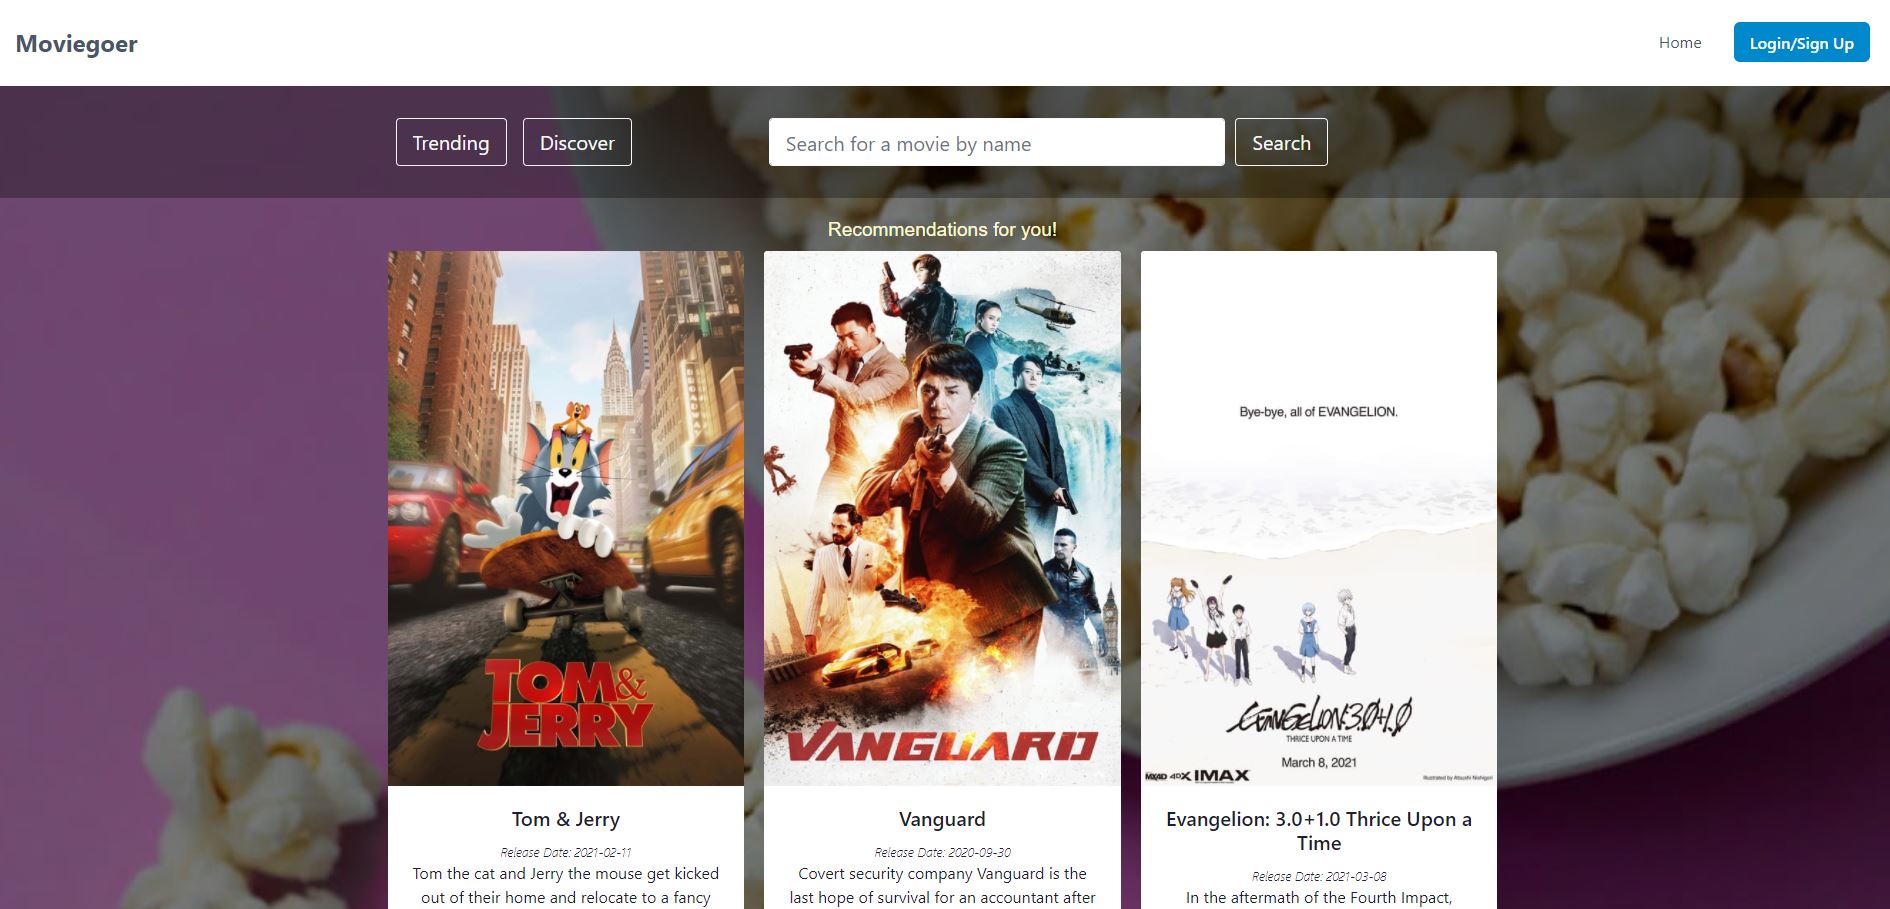 Moviegoer
Home
Login/Sign Up
Trending
Discover
Search for a movie by name
Search
Recommendations for you!
TOM &
JERRY
VANGUARD
Bye-bye, all of EVANGELION.
EVANGELION:3.0+1.0
THRICE UPON A TIME
March 8, 2021
MX4D 4DX IMAX
Illustrated by Atsushi Nishigori
Tom & Jerry
Release Date: 2021-02-11
Tom the cat and Jerry the mouse get kicked
out of their home and relocate to a fancy
Vanguard
Release Date: 2020-09-30
Covert security company Vanguard is the
last hope of survival for an accountant after
Evangelion: 3.0+1.0 Thrice Upon a
Time
Release Date: 2021-03-08
In the aftermath of the Fourth Impact,